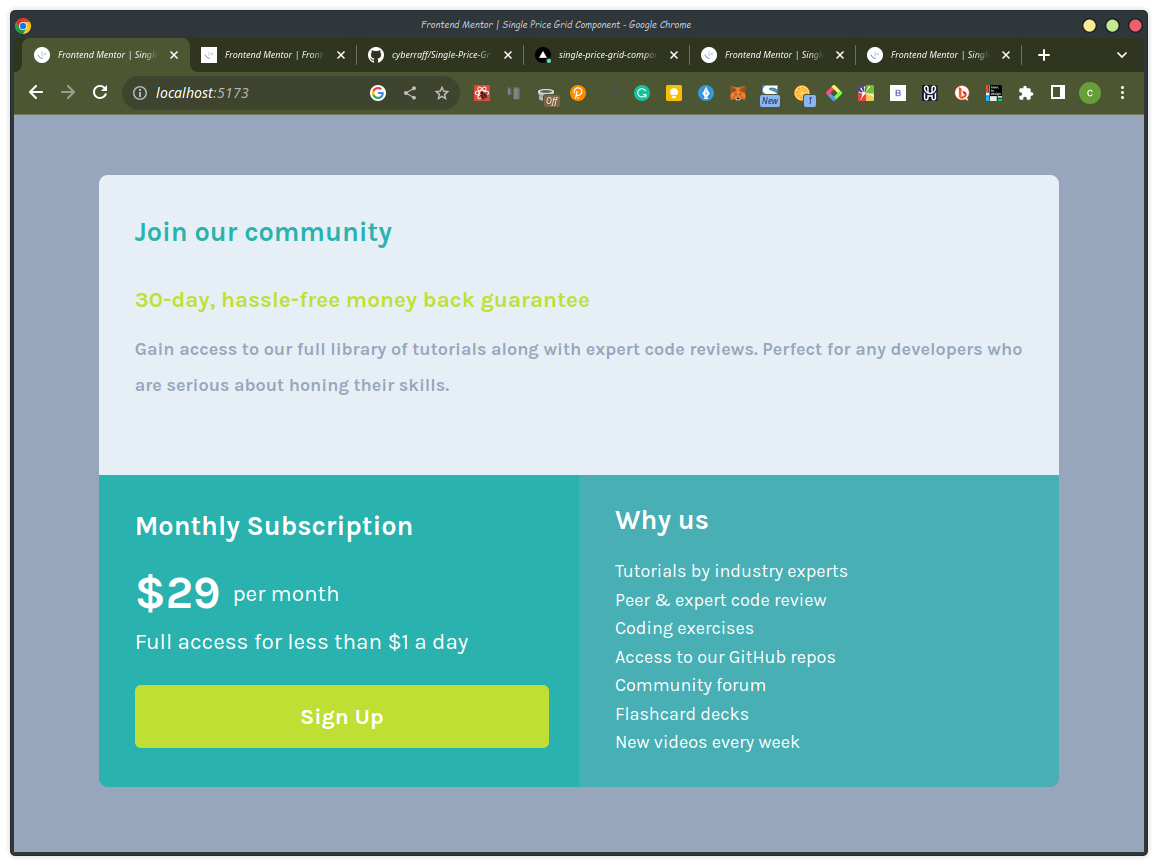 Frontend Mentor | Single Price Grid Component - Google Chrome
Frontend Mentor | Singl
Frontend Mentor | Front
cyberraff/Single-Price-Gr
single-price-grid-compon
Frontend Mentor | Singl
Frontend Mentor | Singl
localhost:5173
Off
New
1
B
C
Join our community
30-day, hassle-free money back guarantee
Gain access to our full library of tutorials along with expert code reviews. Perfect for any developers who
are serious about honing their skills.
Monthly Subscription
$29 per month
Full access for less than $1 a day
Sign Up
Why us
Tutorials by industry experts
Peer & expert code review
Coding exercises
Access to our GitHub repos
Community forum
Flashcard decks
New videos every week